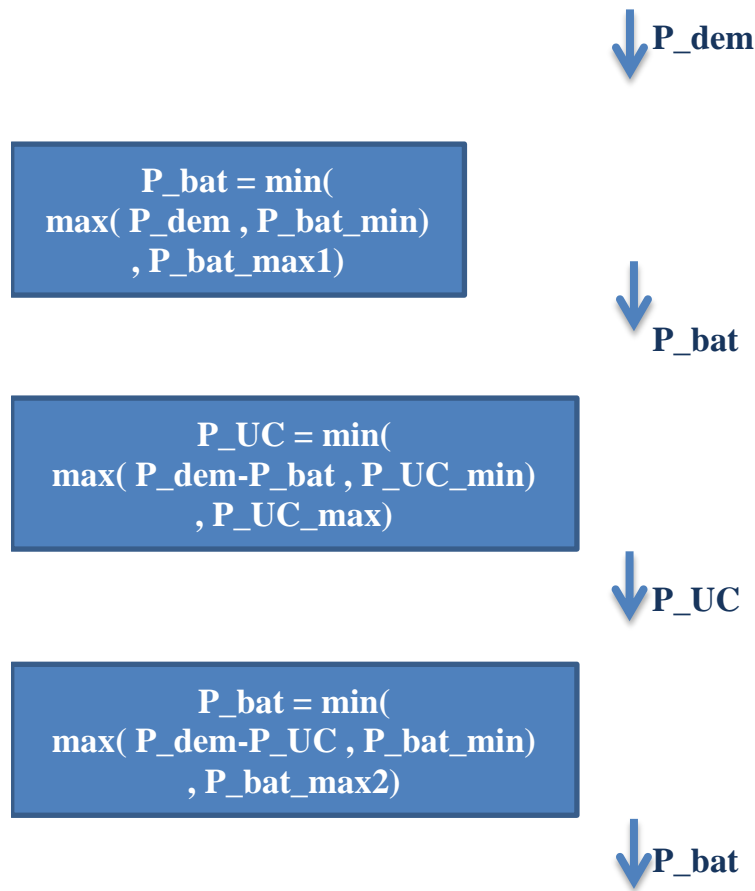 P_dem
P_bat = min(
max( P_dem , P_bat_min)
, P_bat_max1)
P_bat
P_UC = min(
max( P_dem-P_bat , P_UC_min)
, P_UC_max)
P_UC
P_bat = min(
max( P_dem-P_UC , P_bat_min)
, P_bat_max2)
P_bat